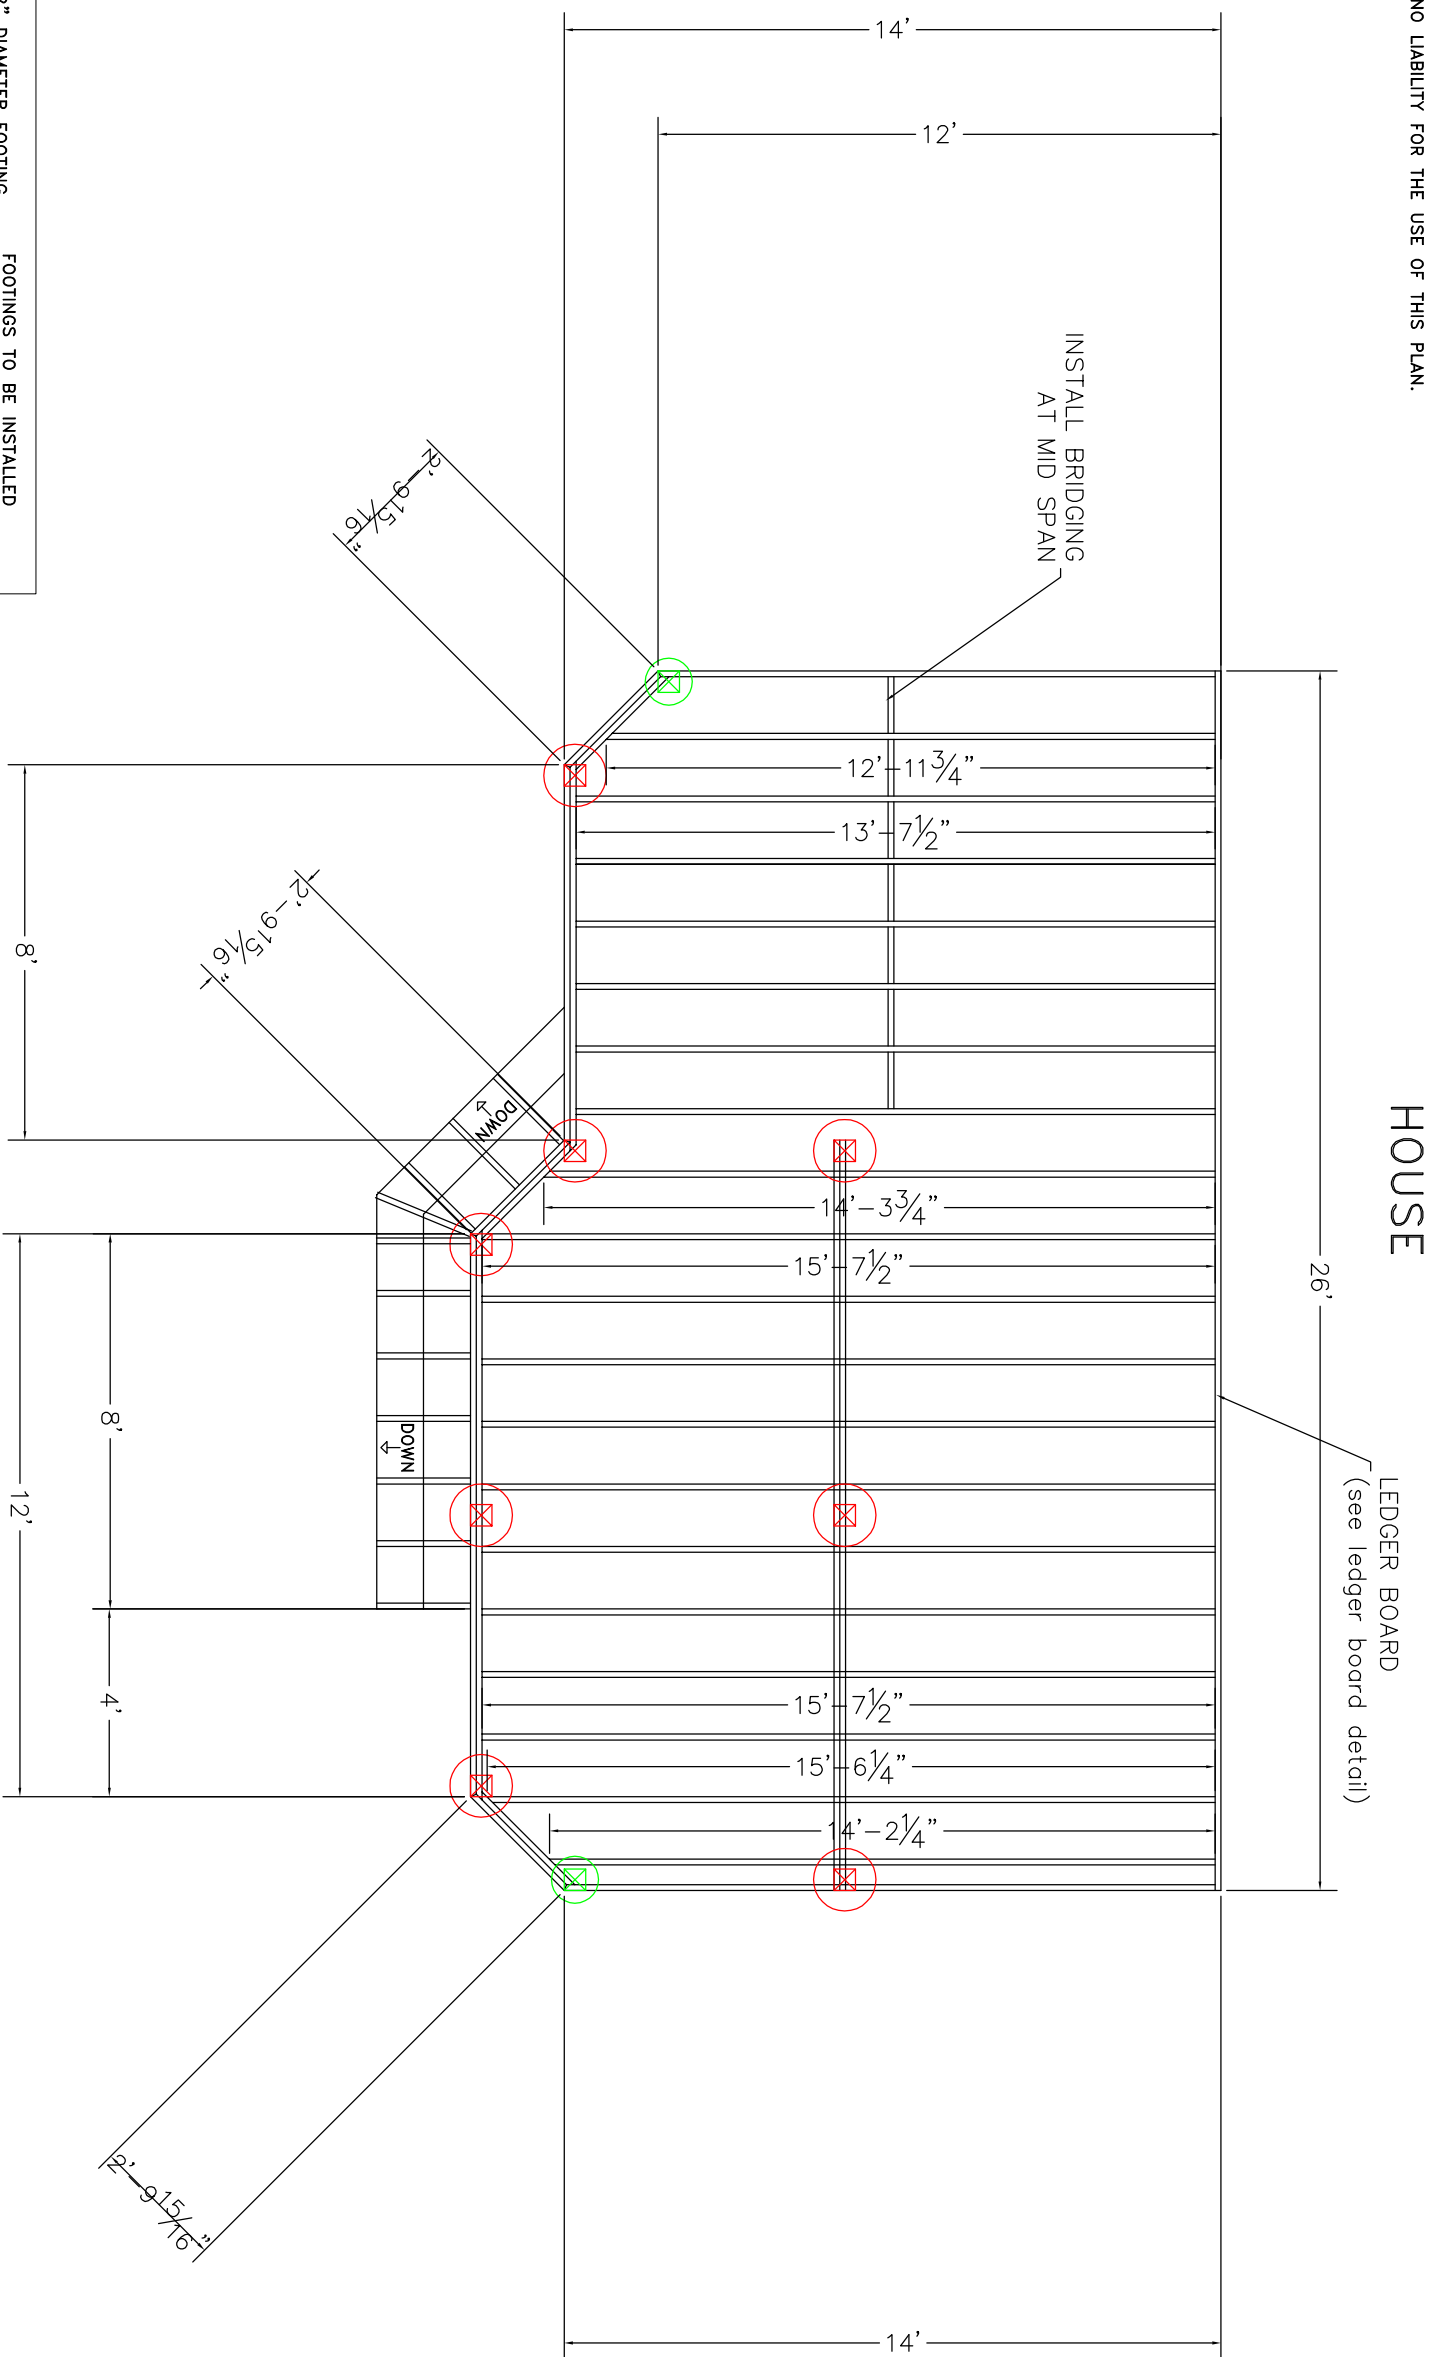 NO LIABILITY FOR THE USE OF THIS PLAN.
HOUSE
26'
LEDGER BOARD
(see ledger board detail)
14'
12'
INSTALL BRIDGING
AT MID SPAN
12'-11 3/4"
13'-7 1/2"
14'-3 3/4"
15'-7 1/2"
15'-7 1/2"
15'-6 1/4"
14'-2 1/4"
14'
2'-9 15/16"
2'-9 15/16"
DOWN
DOWN
8'
8'
4'
12'
2'-9 15/16"
DIAMETER FOOTING
FOOTINGS TO BE INSTALLED